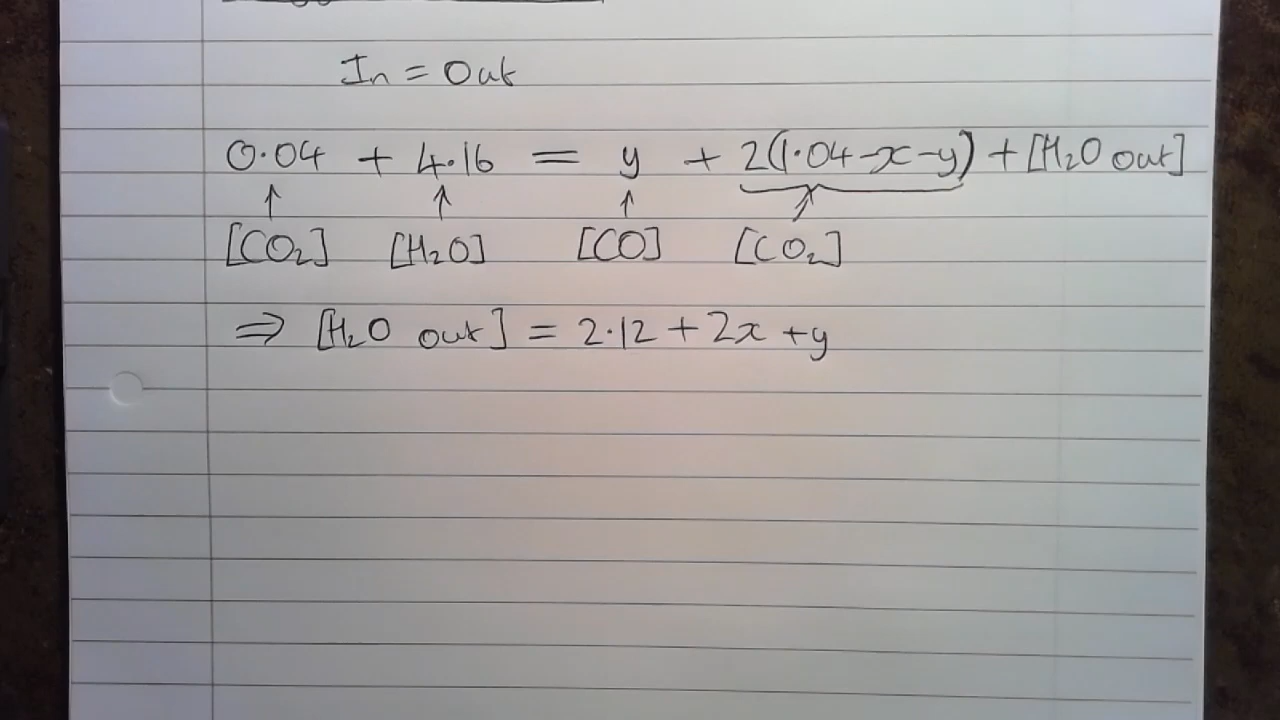 In = Out
0.04 + 4.16 = y + 2(1.04-x-y) + [H₂O out]
↑ ↑ ↑ ↗
[CO₂] [H₂O] [CO] [CO₂]
⇒ [H₂O out] = 2.12 + 2x + y